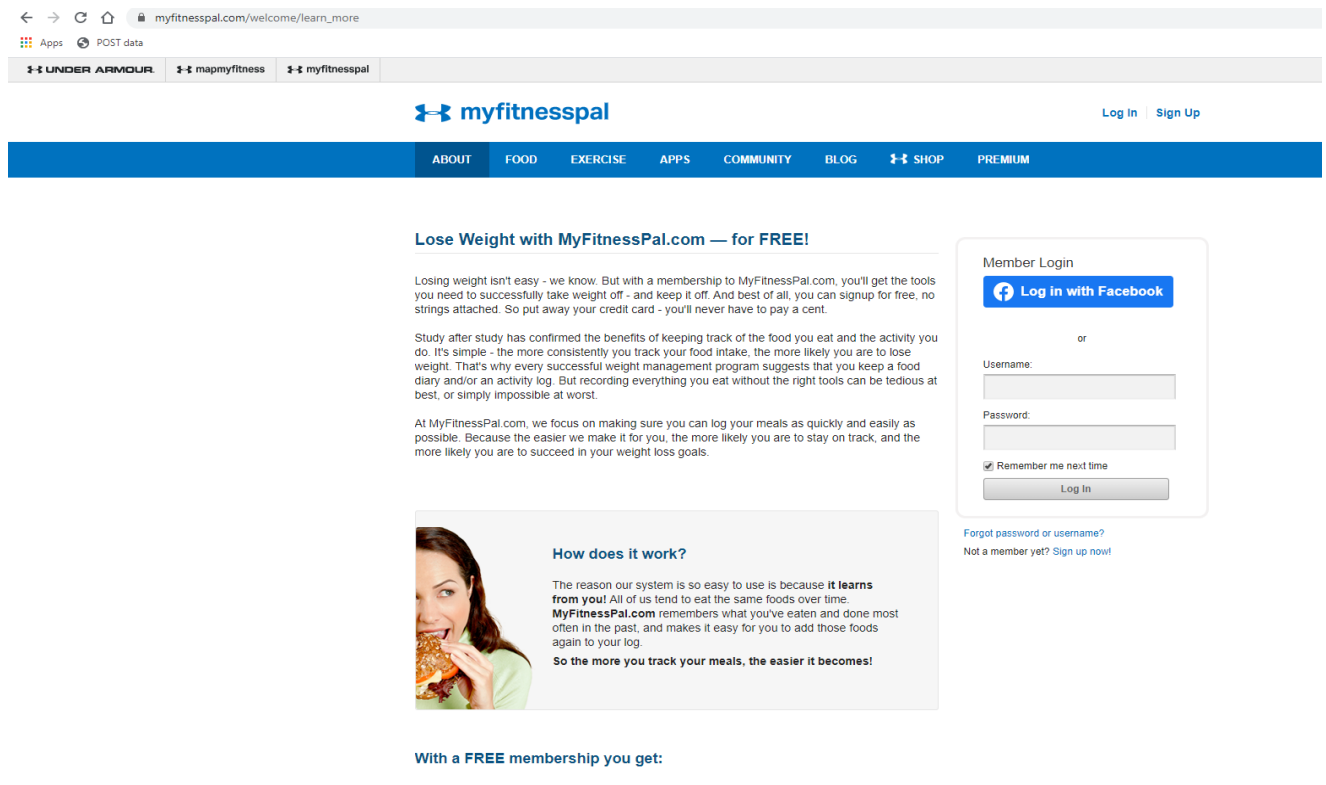 myfitnesspal.com/welcome/learn_more
Apps POST data
UNDER ARMOUR. mapmyfitness myfitnesspal
myfitnesspal
Log In Sign Up
ABOUT FOOD EXERCISE APPS COMMUNITY BLOG SHOP PREMIUM
Lose Weight with MyFitnessPal.com — for FREE!
Losing weight isn't easy - we know. But with a membership to MyFitnessPal.com, you'll get the tools
you need to successfully take weight off - and keep it off. And best of all, you can signup for free, no
strings attached. So put away your credit card - you'll never have to pay a cent.
Study after study has confirmed the benefits of keeping track of the food you eat and the activity you
do. It's simple - the more consistently you track your food intake, the more likely you are to lose
weight. That's why every successful weight management program suggests that you keep a food
diary and/or an activity log. But recording everything you eat without the right tools can be tedious at
best, or simply impossible at worst.
At MyFitnessPal.com, we focus on making sure you can log your meals as quickly and easily as
possible. Because the easier we make it for you, the more likely you are to stay on track, and the
more likely you are to succeed in your weight loss goals.
Member Login
Log in with Facebook
or
Username:
Password:
Remember me next time
Log In
Forgot password or username?
Not a member yet? Sign up now!
How does it work?
The reason our system is so easy to use is because it learns
from you! All of us tend to eat the same foods over time.
MyFitnessPal.com remembers what you've eaten and done most
often in the past, and makes it easy for you to add those foods
again to your log.
So the more you track your meals, the easier it becomes!
With a FREE membership you get: